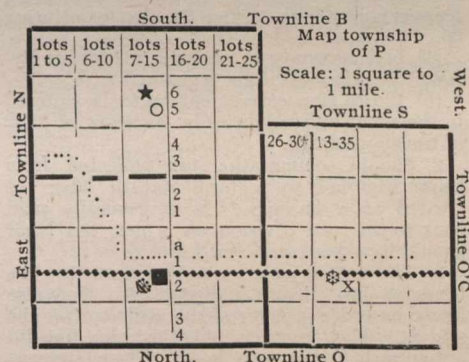 South. Townline B
lots lots lots lots lots
1 to 5 6-10 7-15 16-20 21-25
Map township
of P
Scale: 1 square to
1 mile.
Townline S
West.
Townline N
East
Townline O'C
6
5
4
3
26-30 13-35
2
1
a
1
2
X
3
4
North. Townline O